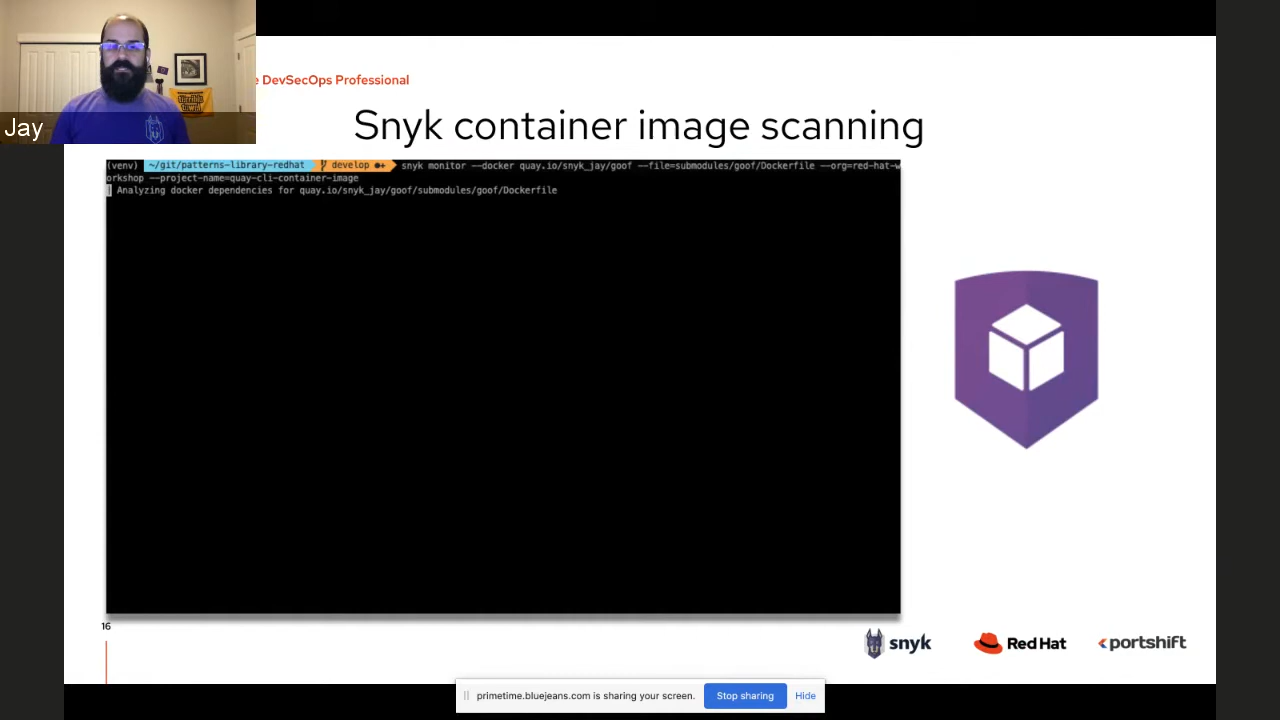 Jay
e DevSecOps Professional
Snyk container image scanning
(venv) ~/git/patterns-library-redhat develop ●+ snyk monitor --docker quay.io/snyk_jay/goof --file=submodules/goof/Dockerfile --org=red-hat-w
orkshop --project-name=quay-cli-container-image
| Analyzing docker dependencies for quay.io/snyk_jay/goof/submodules/goof/Dockerfile
16
snyk
Red Hat
portshift
primetime.bluejeans.com is sharing your screen.
Stop sharing
Hide